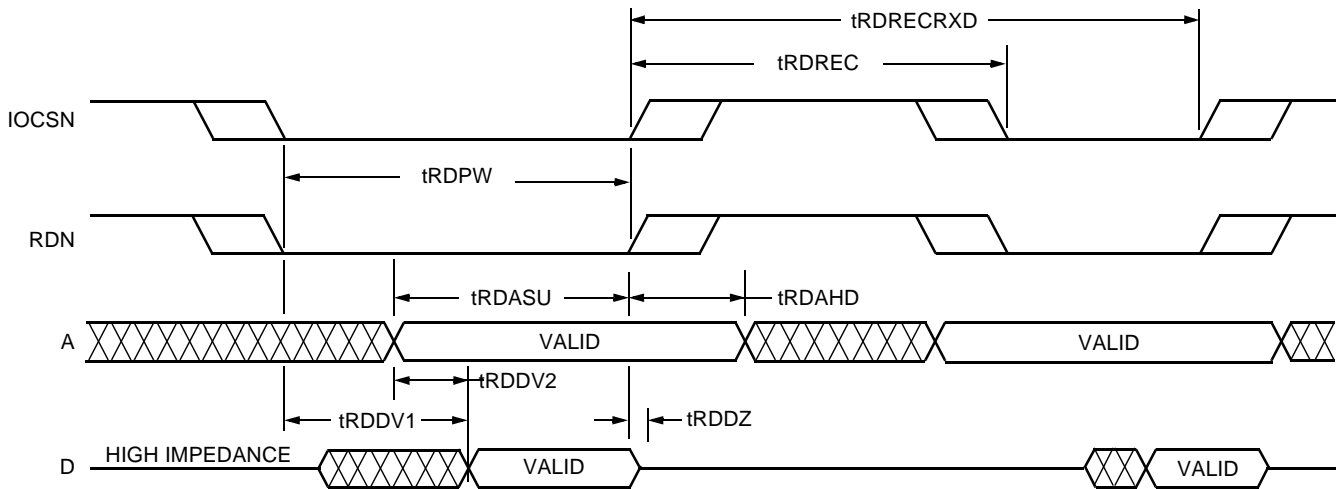 tRDRECRXD
tRDREC
IOCSN
tRDPW
RDN
tRDASU
tRDAHD
A
VALID
VALID
tRDDV2
tRDDV1
tRDDZ
D
HIGH IMPEDANCE
VALID
VALID